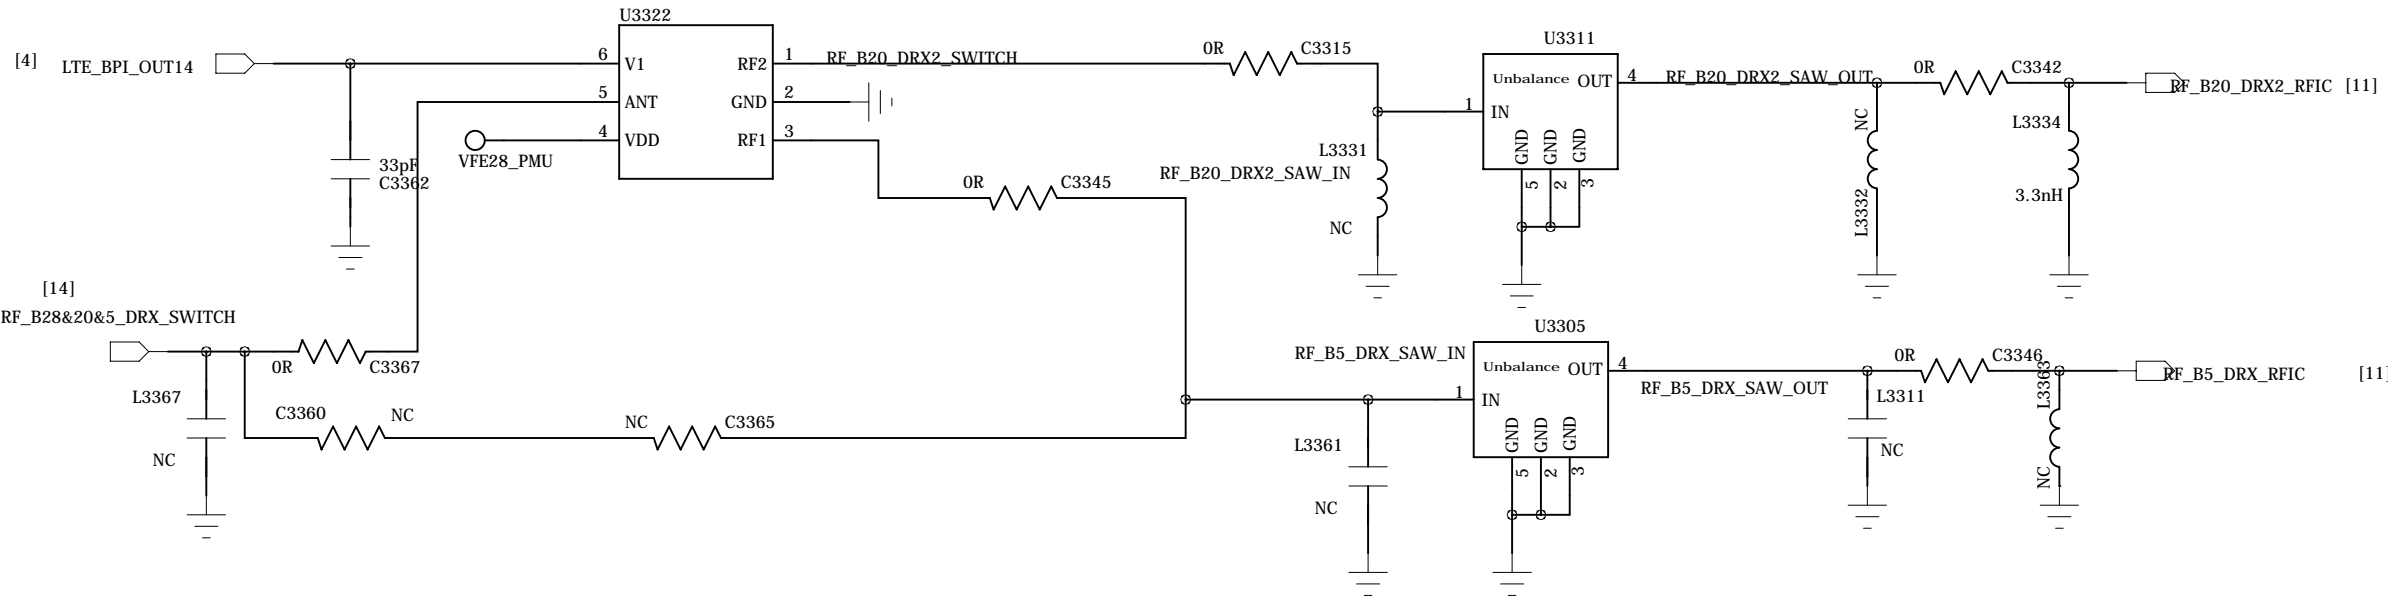 U3322
[4]
LTE_BPI_OUT14
6
V1
RF2
1
RF_B20_DRX2_SWITCH
5
ANT
GND
2
4
VDD
RF1
3
VFE28_PMU
33pF
C3362
0R
C3315
0R
C3345
L3331
RF_B20_DRX2_SAW_IN
NC
U3311
Unbalance
OUT
4
1
IN
GND
GND
GND
5
2
3
RF_B20_DRX2_SAW_OUT
0R
C3342
RF_B20_DRX2_RFIC
[11]
NC
L3332
L3334
3.3nH
[14]
RF_B28&20&5_DRX_SWITCH
0R
C3367
L3367
NC
C3360
NC
NC
C3365
RF_B5_DRX_SAW_IN
U3305
Unbalance
OUT
4
1
IN
GND
GND
GND
5
2
3
L3361
NC
RF_B5_DRX_SAW_OUT
0R
C3346
L3311
NC
L3363
NC
RF_B5_DRX_RFIC
[11]